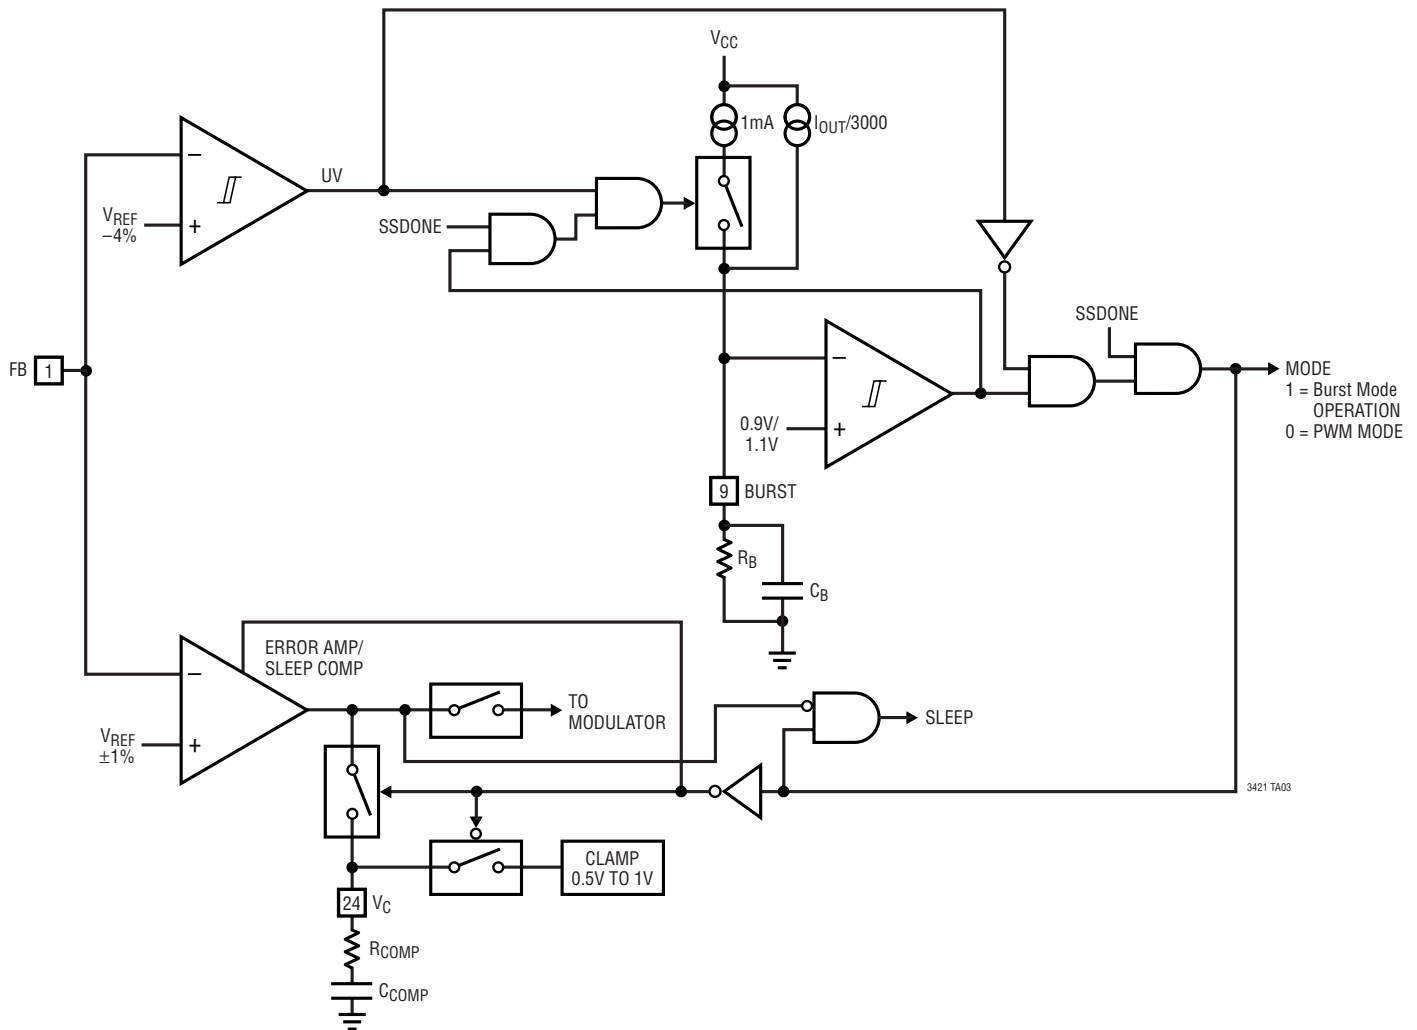 VCC
1mA
IOUT/3000
UV
−
VREF
−4%
+
SSDONE
SSDONE
FB 1
−
MODE
1 = Burst Mode
OPERATION
0 = PWM MODE
0.9V/
1.1V
+
9 BURST
RB
CB
ERROR AMP/
SLEEP COMP
−
TO
MODULATOR
SLEEP
VREF
±1%
+
3421 TA03
CLAMP
0.5V TO 1V
24 VC
RCOMP
CCOMP